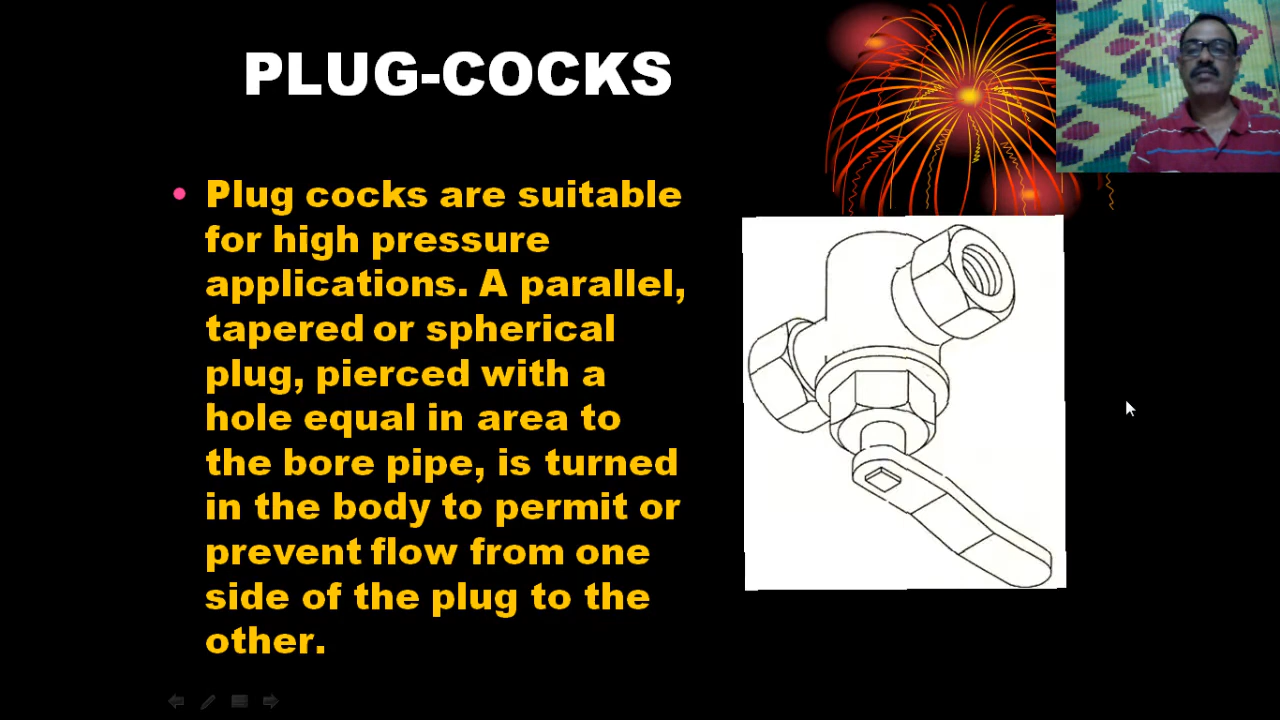 PLUG-COCKS
• Plug cocks are suitable
for high pressure
applications. A parallel,
tapered or spherical
plug, pierced with a
hole equal in area to
the bore pipe, is turned
in the body to permit or
prevent flow from one
side of the plug to the
other.